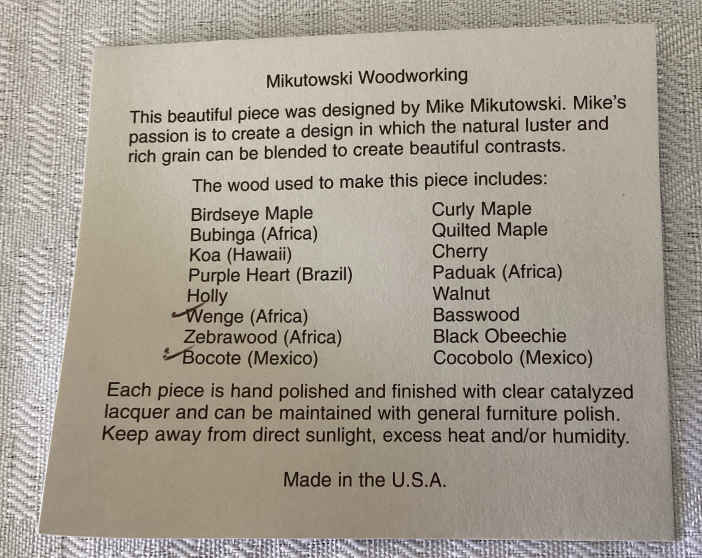 Mikutowski Woodworking
This beautiful piece was designed by Mike Mikutowski. Mike's
passion is to create a design in which the natural luster and
rich grain can be blended to create beautiful contrasts.
The wood used to make this piece includes:
Birdseye Maple
Bubinga (Africa)
Koa (Hawaii)
Purple Heart (Brazil)
Holly
Wenge (Africa)
Zebrawood (Africa)
Bocote (Mexico)
Curly Maple
Quilted Maple
Cherry
Paduak (Africa)
Walnut
Basswood
Black Obeechie
Cocobolo (Mexico)
Each piece is hand polished and finished with clear catalyzed
lacquer and can be maintained with general furniture polish.
Keep away from direct sunlight, excess heat and/or humidity.
Made in the U.S.A.